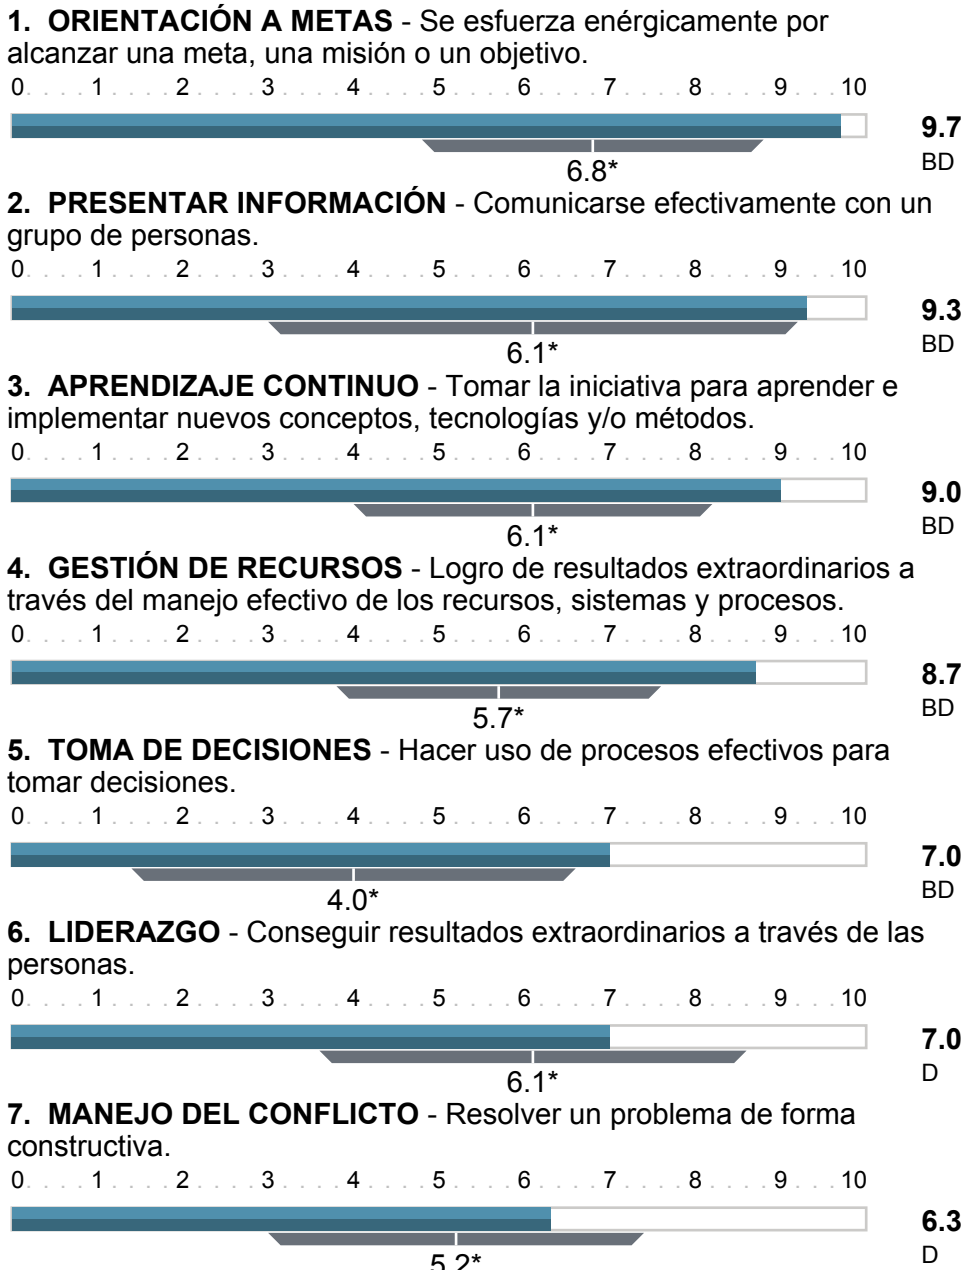 1. ORIENTACIÓN A METAS - Se esfuerza enérgicamente por
alcanzar una meta, una misión o un objetivo.
0. . . . 1 . . . . 2 . . . . 3 . . . . 4 . . . . 5 . . . . 6 . . . . 7 . . . . 8 . . . . 9 . . . 10
9.7
BD
6.8*
2. PRESENTAR INFORMACIÓN - Comunicarse efectivamente con un
grupo de personas.
0. . . . 1 . . . . 2 . . . . 3 . . . . 4 . . . . 5 . . . . 6 . . . . 7 . . . . 8 . . . . 9 . . . 10
9.3
BD
6.1*
3. APRENDIZAJE CONTINUO - Tomar la iniciativa para aprender e
implementar nuevos conceptos, tecnologías y/o métodos.
0. . . . 1 . . . . 2 . . . . 3 . . . . 4 . . . . 5 . . . . 6 . . . . 7 . . . . 8 . . . . 9 . . . 10
9.0
BD
6.1*
4. GESTIÓN DE RECURSOS - Logro de resultados extraordinarios a
través del manejo efectivo de los recursos, sistemas y procesos.
0. . . . 1 . . . . 2 . . . . 3 . . . . 4 . . . . 5 . . . . 6 . . . . 7 . . . . 8 . . . . 9 . . . 10
8.7
BD
5.7*
5. TOMA DE DECISIONES - Hacer uso de procesos efectivos para
tomar decisiones.
0. . . . 1 . . . . 2 . . . . 3 . . . . 4 . . . . 5 . . . . 6 . . . . 7 . . . . 8 . . . . 9 . . . 10
7.0
BD
4.0*
6. LIDERAZGO - Conseguir resultados extraordinarios a través de las
personas.
0. . . . 1 . . . . 2 . . . . 3 . . . . 4 . . . . 5 . . . . 6 . . . . 7 . . . . 8 . . . . 9 . . . 10
7.0
D
6.1*
7. MANEJO DEL CONFLICTO - Resolver un problema de forma
constructiva.
0. . . . 1 . . . . 2 . . . . 3 . . . . 4 . . . . 5 . . . . 6 . . . . 7 . . . . 8 . . . . 9 . . . 10
6.3
D
5.2*